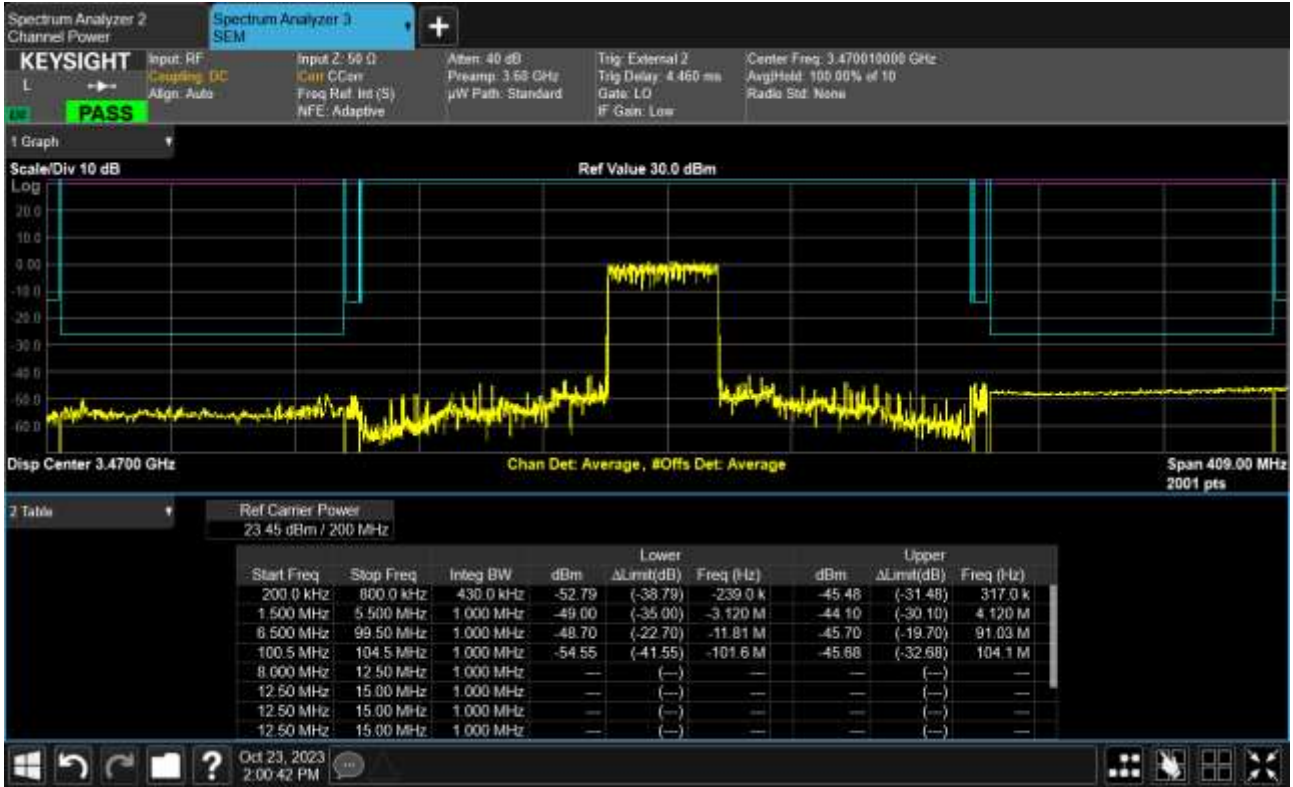 Spectrum Analyzer 2
Channel Power
Spectrum Analyzer 3
SEM
KEYSIGHT
L
PASS
Input: RF
Coupling: DC
Align: Auto
Input Z: 50 Ω
Corr CCorr
Freq Ref: Int (S)
NFE: Adaptive
Atten: 40 dB
Preamp: 3.60 GHz
µW Path: Standard
Trig: External 2
Trig Delay: 4.460 ms
Gate: LO
IF Gain: Low
Center Freq: 3.470010000 GHz
Avg|Hold: 100.00% of 10
Radio Std: None
1 Graph
Scale/Div 10 dB
Ref Value 30.0 dBm
Log
20.0
10.0
0.00
-10.0
-20.0
-30.0
-40.0
-50.0
-60.0
Disp Center 3.4700 GHz
Chan Det: Average, #Offs Det: Average
Span 409.00 MHz
2001 pts
2 Table
Ref Carrier Power
23.45 dBm / 200 MHz
Lower Upper
Start Freq Stop Freq Integ BW dBm ΔLimit(dB) Freq (Hz) dBm ΔLimit(dB) Freq (Hz)
200.0 kHz 800.0 kHz 430.0 kHz -52.79 (-38.79) -239.0 k -45.48 (-31.48) 317.0 k
1.500 MHz 5.500 MHz 1.000 MHz -49.00 (-35.00) -3.120 M -44.10 (-30.10) 4.120 M
6.500 MHz 99.50 MHz 1.000 MHz -48.70 (-22.70) -11.81 M -45.70 (-19.70) 91.03 M
100.5 MHz 104.5 MHz 1.000 MHz -54.55 (-41.55) -101.6 M -45.68 (-32.68) 104.1 M
8.000 MHz 12.50 MHz 1.000 MHz --- (---) --- --- (---) ---
12.50 MHz 15.00 MHz 1.000 MHz --- (---) --- --- (---) ---
12.50 MHz 15.00 MHz 1.000 MHz --- (---) --- --- (---) ---
12.50 MHz 15.00 MHz 1.000 MHz --- (---) --- --- (---) ---
?
Oct 23, 2023
2:00:42 PM